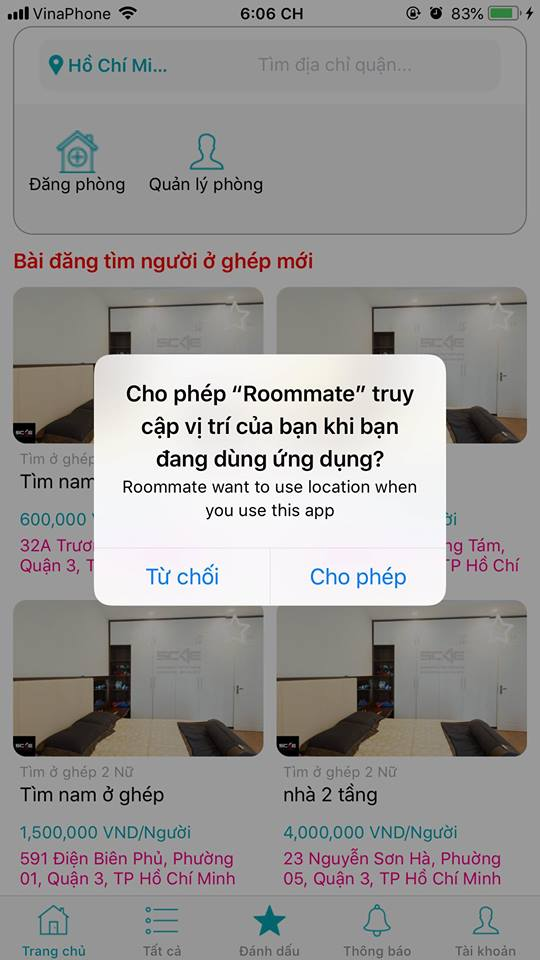 VinaPhone 6:06 CH 83%
Hồ Chí Mi... Tìm địa chỉ quận...
Đăng phòng Quản lý phòng
Bài đăng tìm người ở ghép mới
SCE
SCE
Cho phép “Roommate” truy
cập vị trí của bạn khi bạn
đang dùng ứng dụng?
Roommate want to use location when
you use this app
Từ chối Cho phép
Tìm ở ghép
Tìm nam
600,000
32A
Quận 3, TP Hồ Chí
Tìm ở ghép 2 Nữ
Tìm nam ở ghép
1,500,000 VND/Người
591 Điện Biên Phủ, Phường
01, Quận 3, TP Hồ Chí Minh
Tìm ở ghép 2 Nữ
nhà 2 tầng
4,000,000 VND/Người
23 Nguyễn Sơn Hà, Phuờng
05, Quận 3, TP Hồ Chí Minh
Trang chủ Tất cả Đánh dấu Thông báo Tài khoản